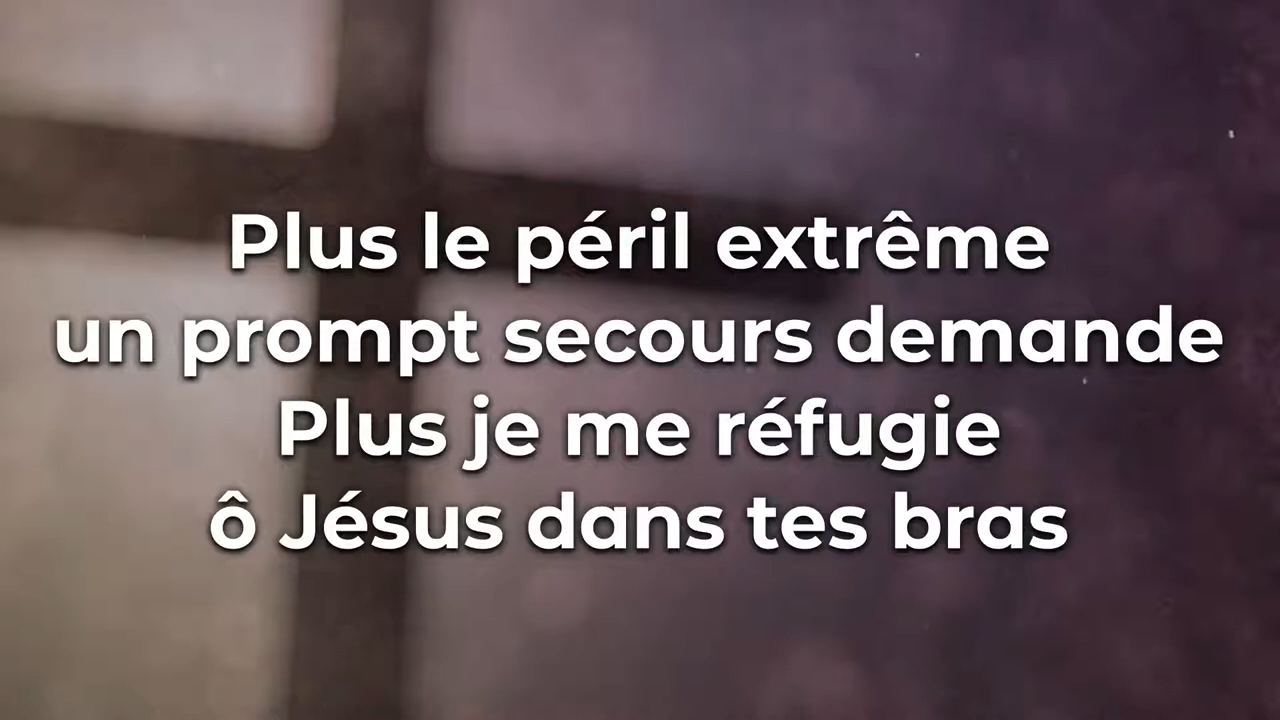 Plus le péril extrême
un prompt secours demande
Plus je me réfugie
ô Jésus dans tes bras